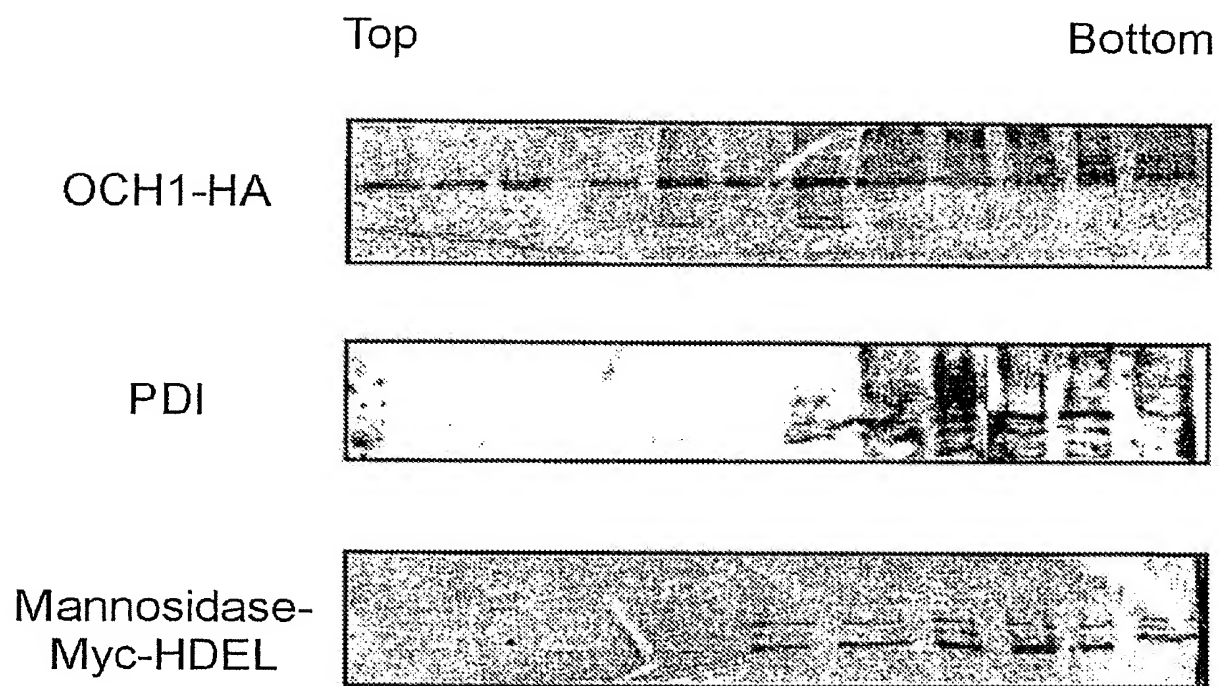 Top
Bottom
OCH1-HA
PDI
Mannosidase-
Myc-HDEL